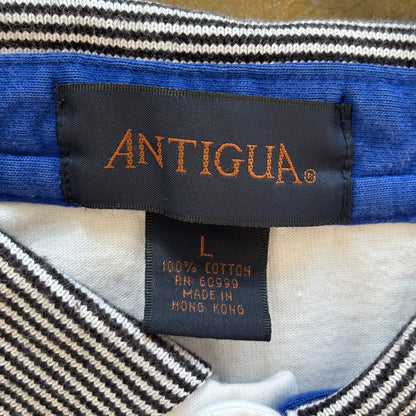 ANTIGUA®
L
100% COTTON
RN 60999
MADE IN
HONG KONG